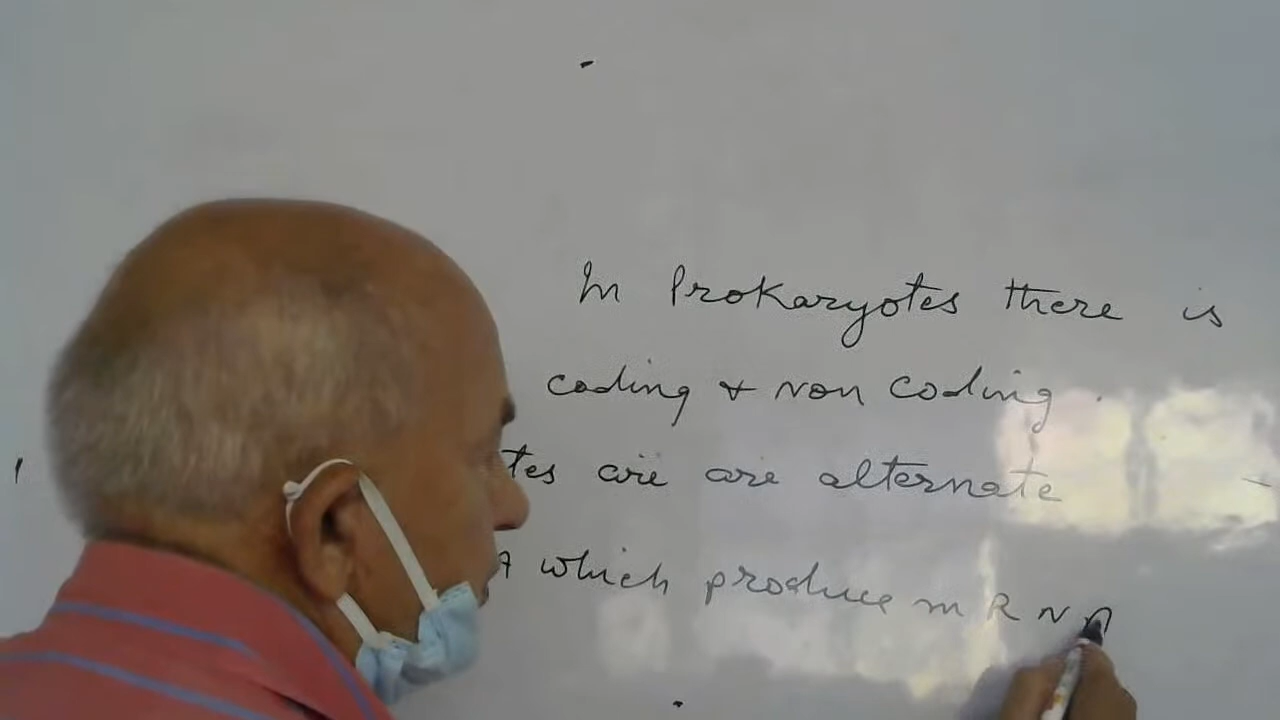 In Prokaryotes there is
coding & non coding.
tes are are alternate
A which produce m R N A